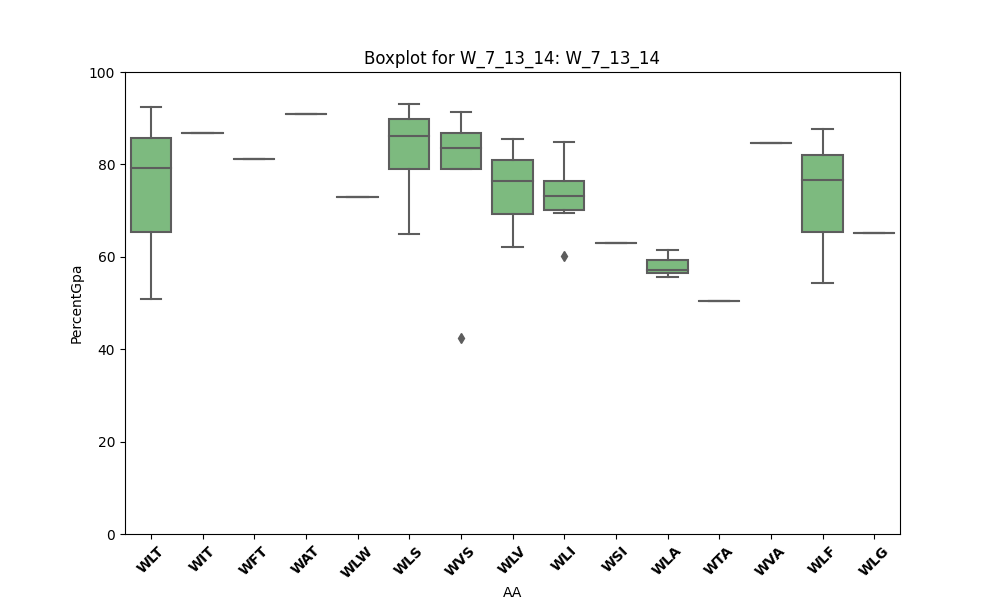 Boxplot for W_7_13_14: W_7_13_14
100
80
60
40
20
0
PercentGpa
WLT WIT WFT WAT WLW WLS WVS WLV WLI WSI WLA WTA WVA WLF WLG
AA